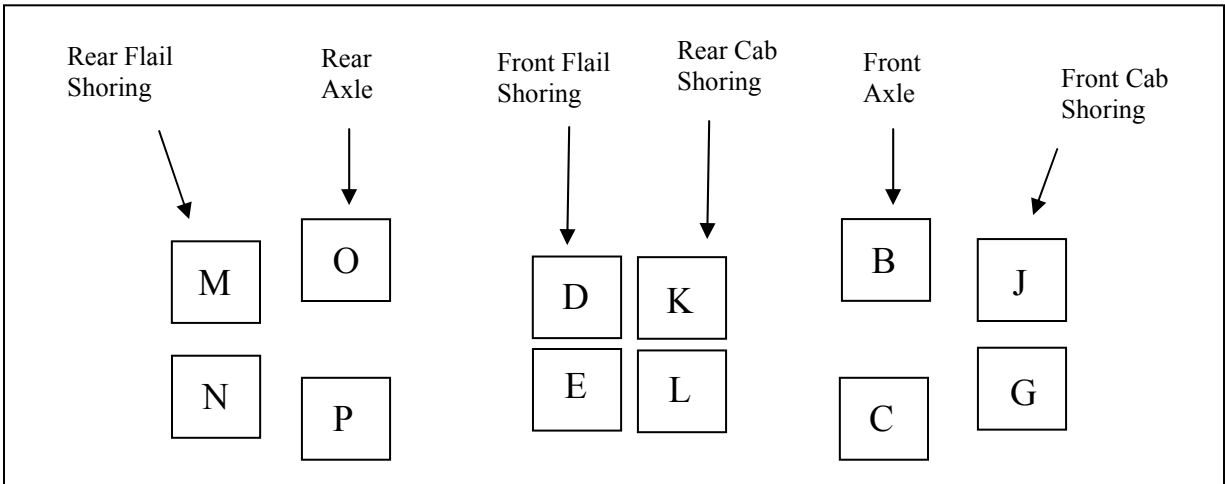 Rear Flail
Shoring
Rear
Axle
Front Flail
Shoring
Rear Cab
Shoring
Front
Axle
Front Cab
Shoring
M
O
D
K
B
J
N
P
E
L
C
G